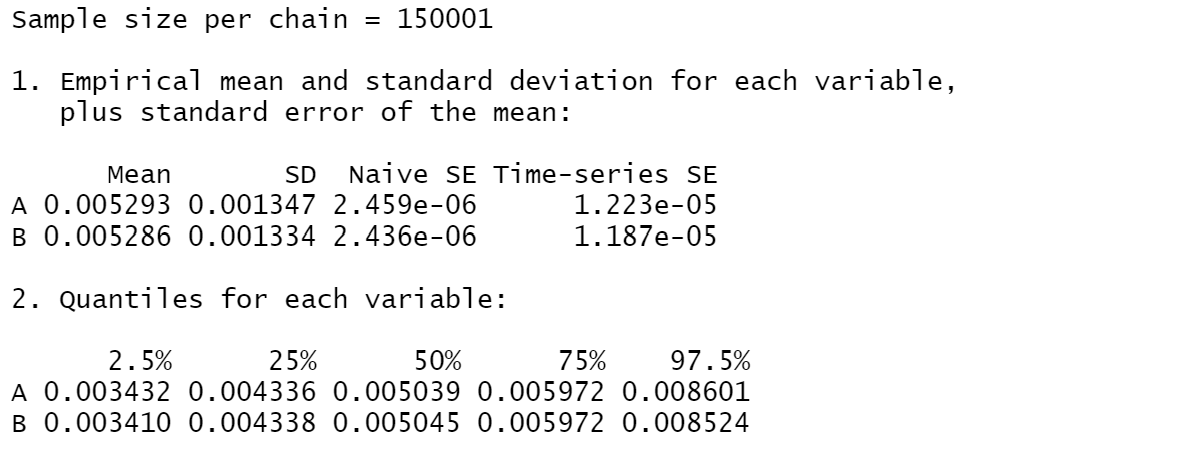 Sample size per chain = 150001
1. Empirical mean and standard deviation for each variable,
plus standard error of the mean:
Mean SD Naive SE Time-series SE
A 0.005293 0.001347 2.459e-06 1.223e-05
B 0.005286 0.001334 2.436e-06 1.187e-05
2. Quantiles for each variable:
2.5% 25% 50% 75% 97.5%
A 0.003432 0.004336 0.005039 0.005972 0.008601
B 0.003410 0.004338 0.005045 0.005972 0.008524